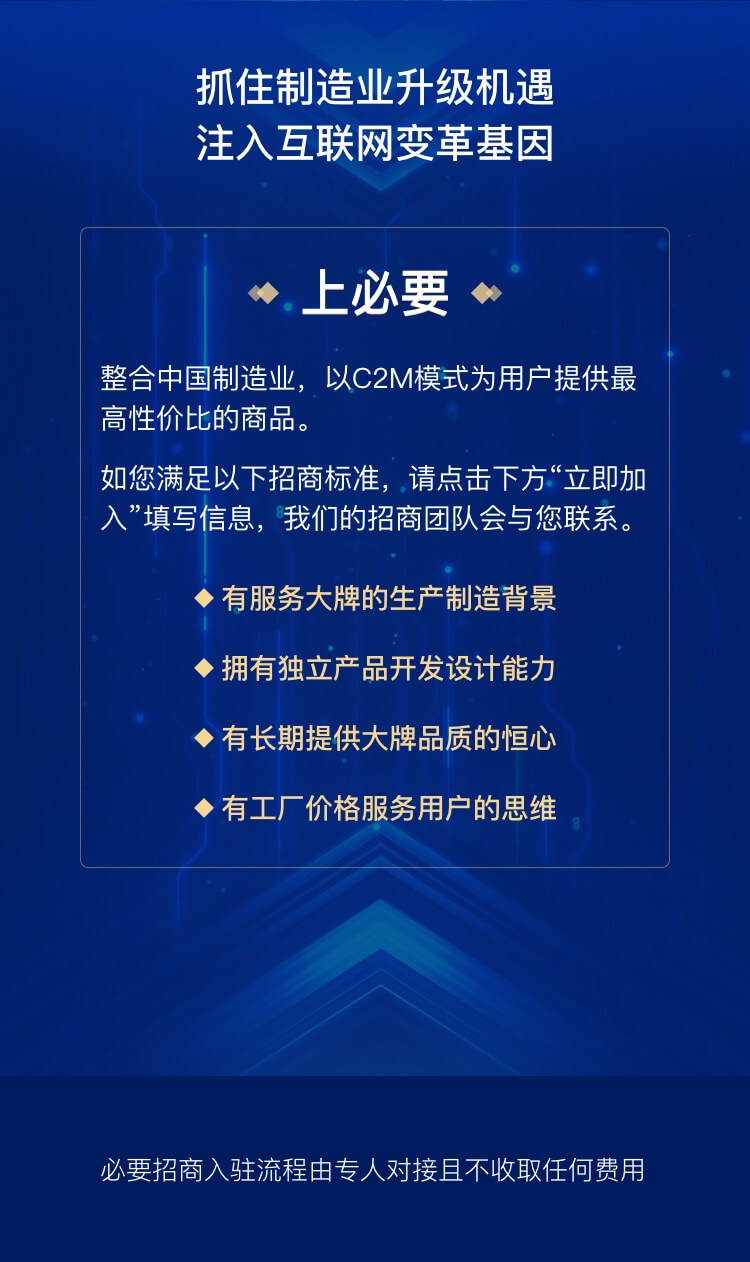 抓住制造业升级机遇
注入互联网变革基因
上必要
整合中国制造业，以C2M模式为用户提供最
高性价比的商品。
如您满足以下招商标准，请点击下方“立即加
入”填写信息，我们的招商团队会与您联系。
有服务大牌的生产制造背景
拥有独立产品开发设计能力
有长期提供大牌品质的恒心
有工厂价格服务用户的思维
必要招商入驻流程由专人对接且不收取任何费用